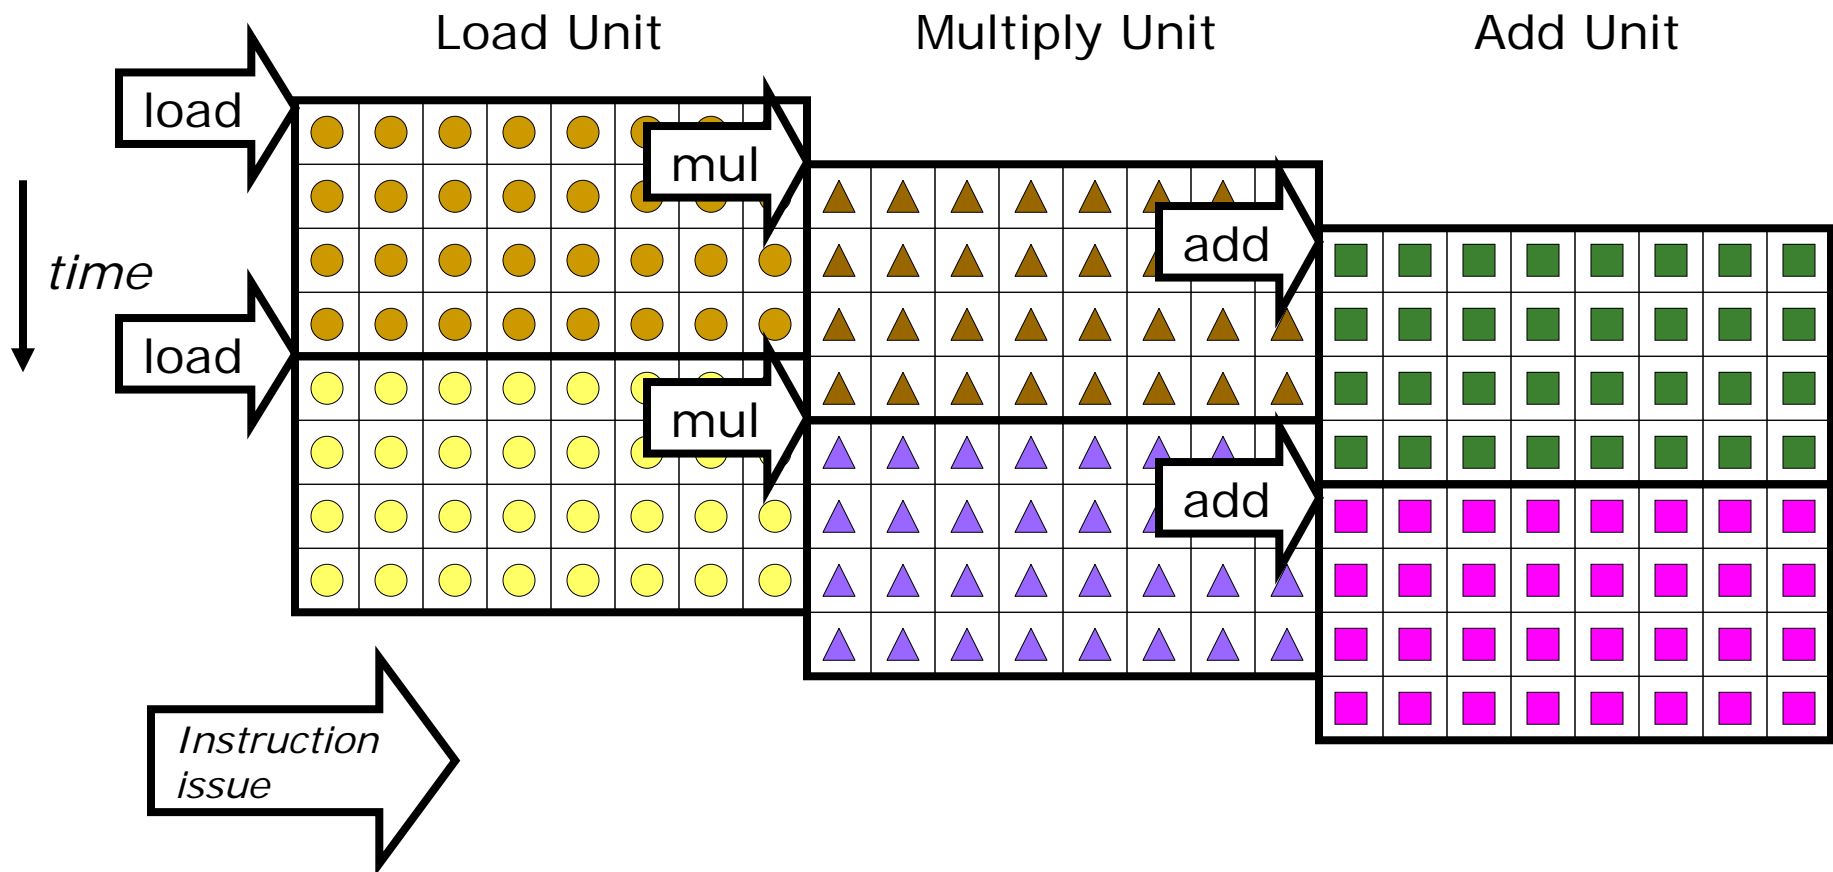 Load Unit
Multiply Unit
Add Unit
load
mul
add
time
load
mul
add
Instruction
issue